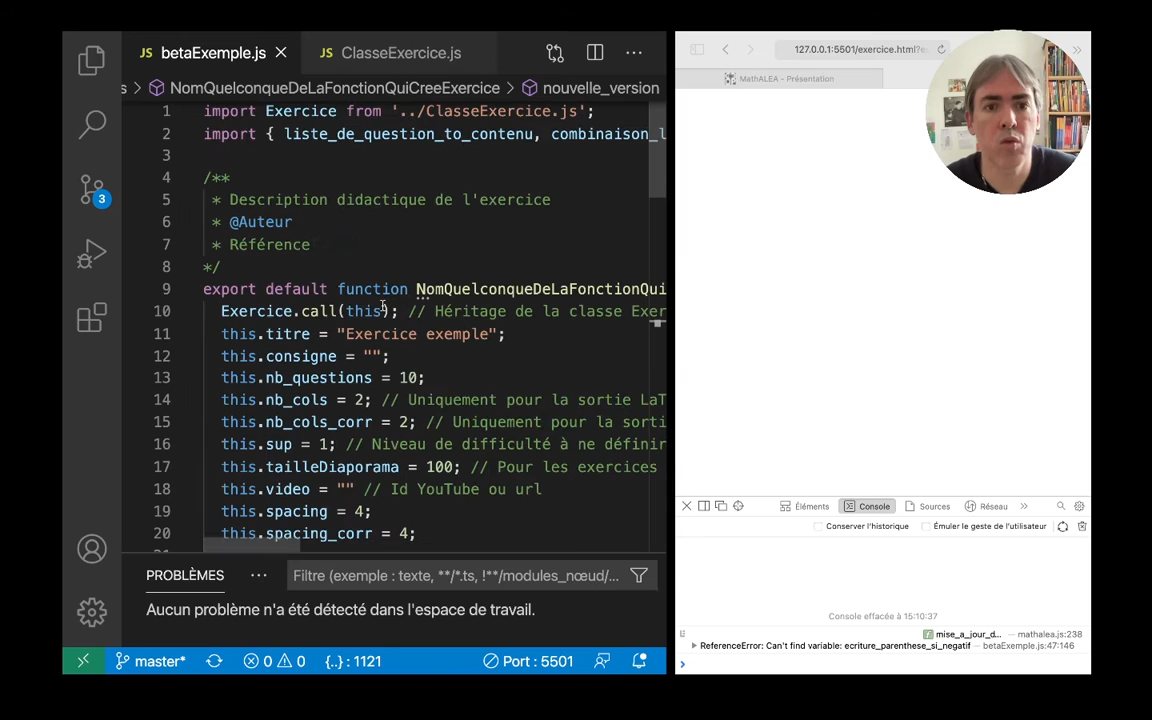 JS betaExemple.js
JS ClasseExercice.js
s > NomQuelconqueDeLaFonctionQuiCreeExercice > nouvelle_version
1 import Exercice from '../ClasseExercice.js';
2 import { liste_de_question_to_contenu, combinaison_l
3
4 /**
5 * Description didactique de l'exercice
6 * @Auteur
7 * Référence
8 */
9 export default function NomQuelconqueDeLaFonctionQui
10 Exercice.call(this); // Héritage de la classe Exer
11 this.titre = "Exercice exemple";
12 this.consigne = "";
13 this.nb_questions = 10;
14 this.nb_cols = 2; // Uniquement pour la sortie LaT
15 this.nb_cols_corr = 2; // Uniquement pour la sorti
16 this.sup = 1; // Niveau de difficulté à ne définir
17 this.tailleDiaporama = 100; // Pour les exercices
18 this.video = "" // Id YouTube ou url
19 this.spacing = 4;
20 this.spacing_corr = 4;
3
PROBLÈMES
Filtre (exemple : texte, **/*.ts, !**/modules_nœud/...
Aucun problème n'a été détecté dans l'espace de travail.
master* 0 0 {..} : 1121 Port : 5501
127.0.0.1:5501/exercice.html?e
MathALEA - Présentation
Éléments Console Sources Réseau
Conserver l'historique Émuler le geste de l'utilisateur
Console effacée à 15:10:37
mise_a_jour_d... — mathalea.js:238
ReferenceError: Can't find variable: ecriture_parenthese_si_negatif — betaExemple.js:47:146